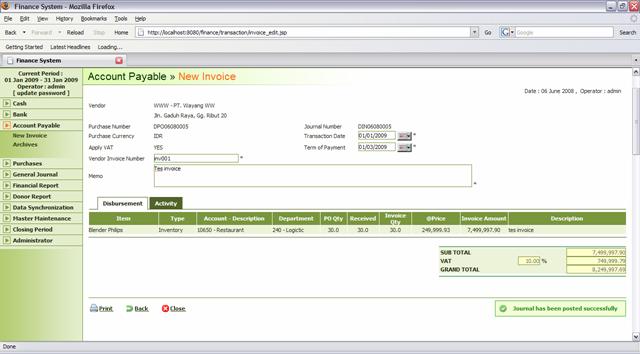 Finance System - Mozilla Firefox
File Edit View History Bookmarks Tools Help
Back Forward Reload Stop Home http://localhost:8080/finance/transaction/invoice_edit.jsp Go Google Search
Getting Started Latest Headlines Loading...
Finance System
Current Period :
01 Jan 2009 - 31 Jan 2009
Operator : admin
[ update password ]
Cash
Bank
Account Payable
New Invoice
Archives
Purchases
General Journal
Financial Report
Donor Report
Data Synchronization
Master Maintenance
Closing Period
Administrator
Account Payable » New Invoice
Date : 06 June 2008 , Operator : admin
Vendor WWW - PT. Wayang WW
Jln. Gaduh Raya, Gg. Ribut 20
Purchase Number DPO06080005 Journal Number DIN06080005
Purchase Currency IDR Transaction Date 01/01/2009 *
Apply VAT YES Term of Payment 01/03/2009 *
Vendor Invoice Number inv001 *
Memo Tes invoice *
Disbursement Activity
Item Type Account - Description Department PO Qty Received Invoice Qty @Price Invoice Amount Description
Blender Philips Inventory 10650 - Restaurant 240 - Logictic 30.0 30.0 30.0 249,999.93 7,499,997.90 tes invoice
SUB TOTAL 7,499,997.90
VAT 10.00 % 749,999.79
GRAND TOTAL 8,249,997.69
Print Back Close Journal has been posted successfully
Done